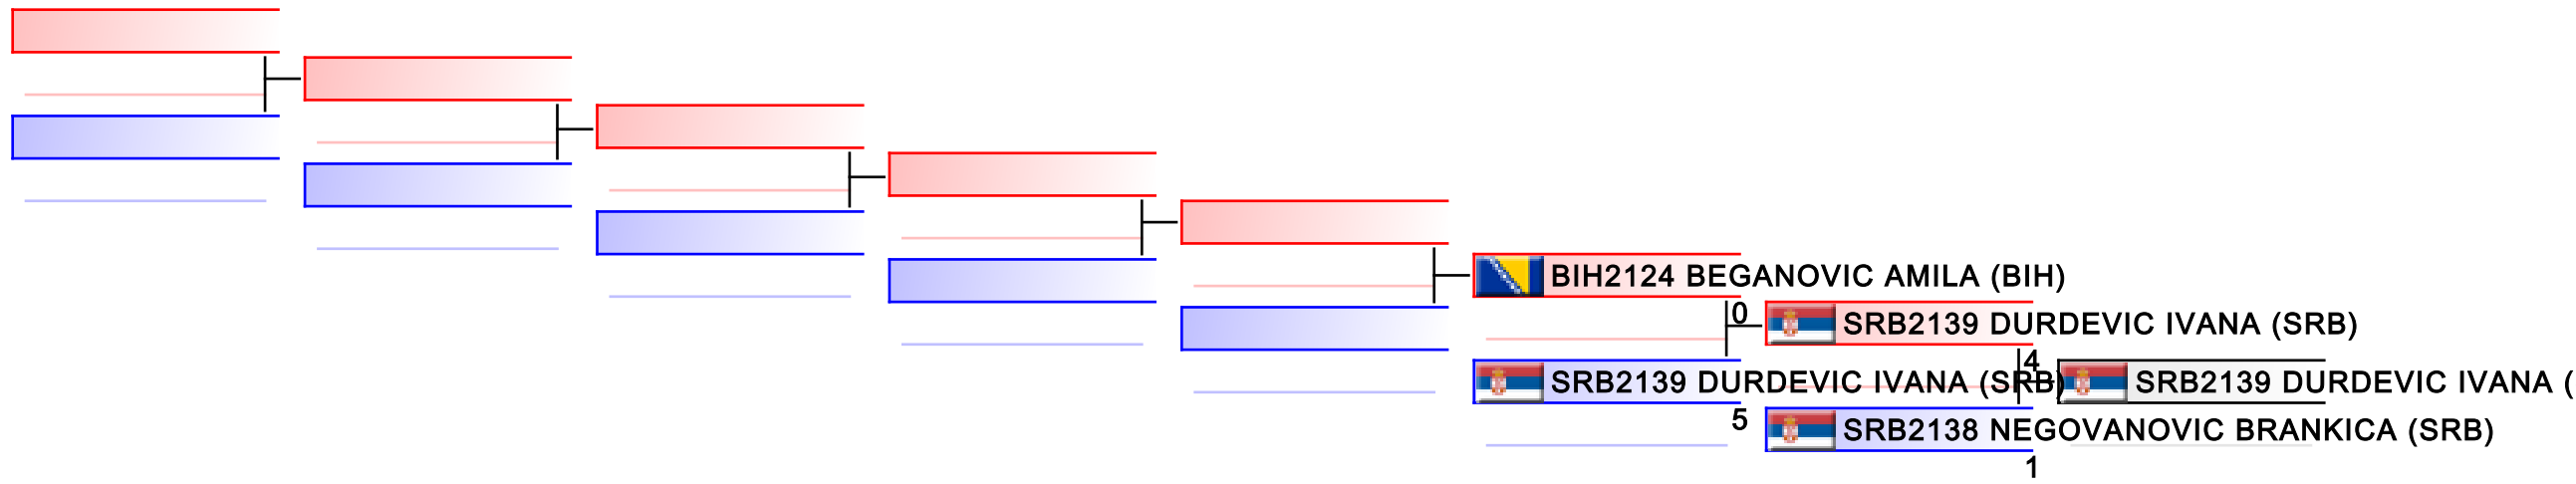 BIH2124 BEGANOVIC AMILA (BIH)
0
SRB2139 DURDEVIC IVANA (SRB)
4
SRB2139 DURDEVIC IVANA (SRB)
SRB2139 DURDEVIC IVANA (
5
SRB2138 NEGOVANOVIC BRANKICA (SRB)
1